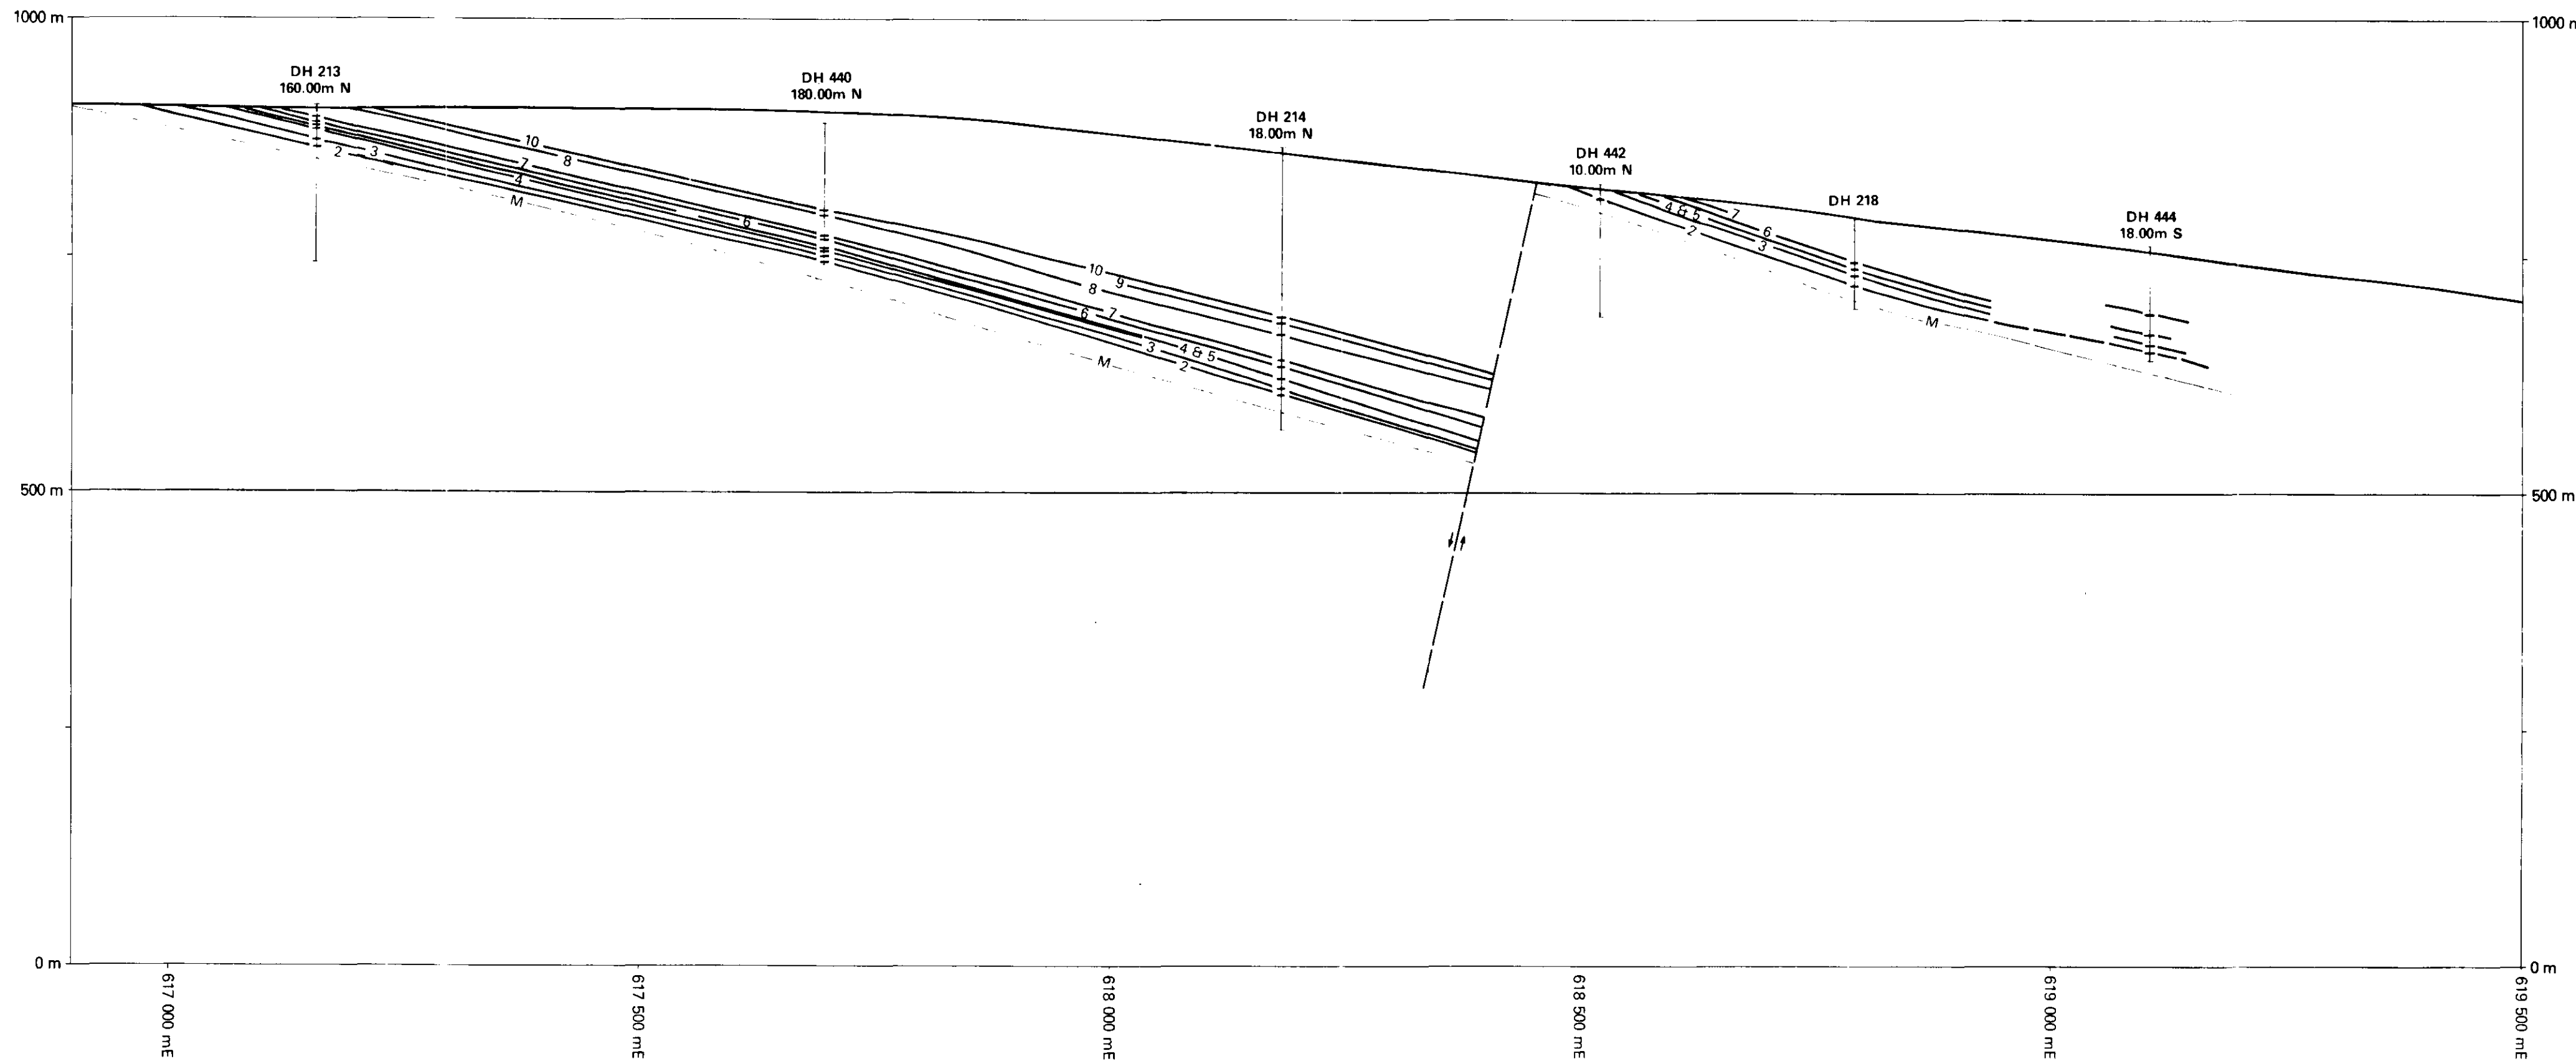 1000 m
1000 m
DH 213
160.00m N
DH 440
180.00m N
DH 214
18.00m N
DH 442
10.00m N
DH 218
DH 444
18.00m S
10
8
7
2
3
4
M
6
10
9
8
7
6
4 & 5
3
2
M
7
4 & 5
6
2
3
M
500 m
500 m
0 m
0 m
617 000 mE
617 500 mE
618 000 mE
618 500 mE
619 000 mE
619 500 mE